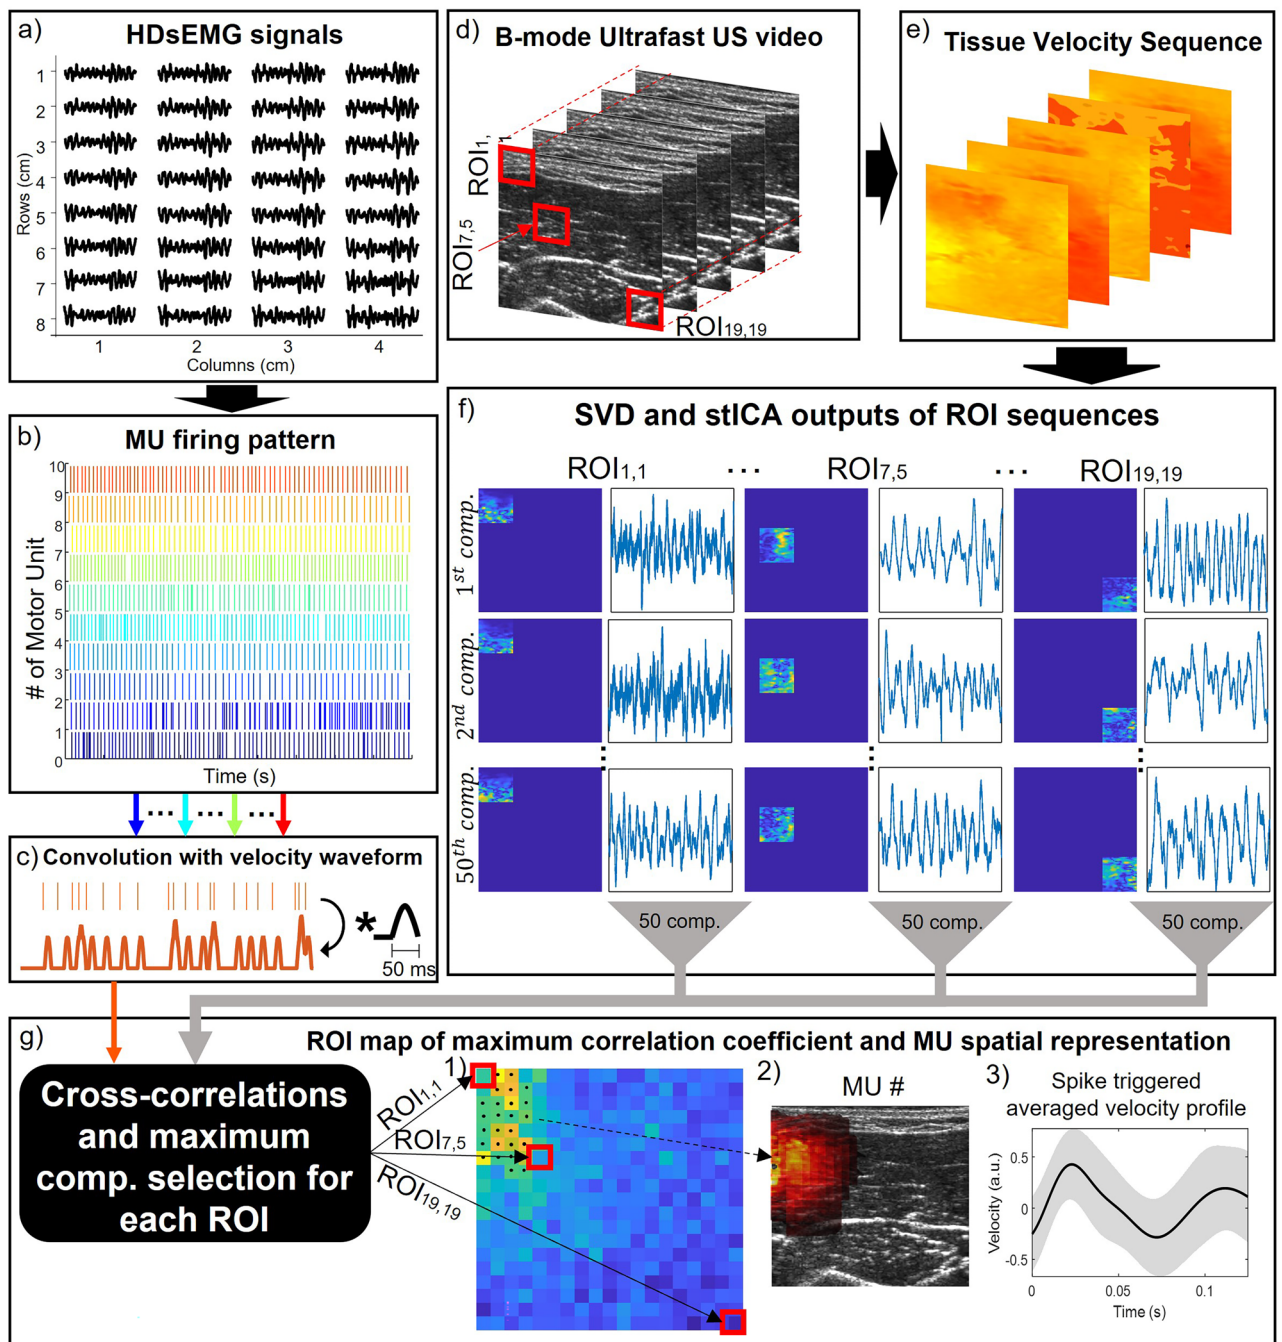 a)
HDsEMG signals
Rows (cm)
1
2
3
4
5
6
7
8
1 2 3 4
Columns (cm)
b)
MU firing pattern
# of Motor Unit
10
9
8
7
6
5
4
3
2
1
0
Time (s)
c) Convolution with velocity waveform
*
50 ms
d)
B-mode Ultrafast US video
ROI1,1
ROI7,5
ROI19,19
e)
Tissue Velocity Sequence
f)
SVD and stICA outputs of ROI sequences
ROI1,1 ... ROI7,5 ... ROI19,19
1st comp.
2nd comp.
50th comp.
50 comp. 50 comp. 50 comp.
g)
ROI map of maximum correlation coefficient and MU spatial representation
Cross-correlations
and maximum
comp. selection for
each ROI
ROI1,1
ROI7,5
ROI19,19
1)
2)
MU #
3)
Spike triggered
averaged velocity profile
Velocity (a.u.)
0.5
0
-0.5
0 0.05 0.1
Time (s)